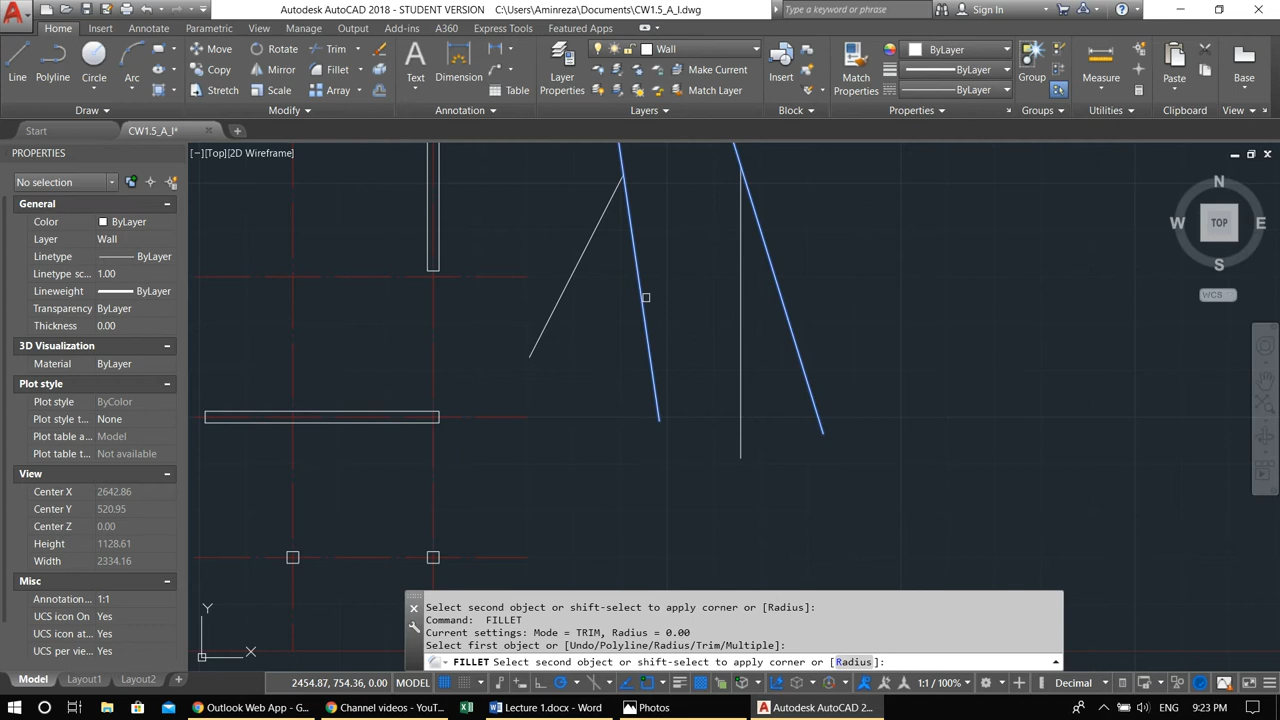 Autodesk AutoCAD 2018 - STUDENT VERSION C:\Users\Aminreza\Documents\CW1.5_A_I.dwg
Type a keyword or phrase
Sign In
Home Insert Annotate Parametric View Manage Output Add-ins A360 Express Tools Featured Apps
Line Polyline Circle Arc
Move Rotate Trim
Copy Mirror Fillet
Stretch Scale Array
Text Dimension Table
Layer Properties
Wall
Make Current
Match Layer
Insert
Match Properties
ByLayer
ByLayer
ByLayer
Group Measure Paste Base
Draw Modify Annotation Layers Block Properties Groups Utilities Clipboard View
Start CW1.5_A_I*
PROPERTIES
[−][Top][2D Wireframe]
No selection
General
Color ByLayer
Layer Wall
Linetype ByLayer
Linetype sc... 1.00
Lineweight ByLayer
Transparency ByLayer
Thickness 0.00
3D Visualization
Material ByLayer
Plot style
Plot style ByColor
Plot style t... None
Plot table a... Model
Plot table t... Not available
View
Center X 2642.86
Center Y 520.95
Center Z 0.00
Height 1128.61
Width 2334.16
Misc
Annotation... 1:1
UCS icon On Yes
UCS icon at... Yes
UCS per vie... Yes
N
W TOP E
S
WCS
Y
X
Select second object or shift-select to apply corner or [Radius]:
Command: FILLET
Current settings: Mode = TRIM, Radius = 0.00
Select first object or [Undo/Polyline/Radius/Trim/Multiple]:
FILLET Select second object or shift-select to apply corner or [Radius]:
Model Layout1 Layout2
2454.87, 754.36, 0.00 MODEL
1:1 / 100%
Decimal
Outlook Web App - G...
Channel videos - YouT...
Lecture 1.docx - Word
Photos
Autodesk AutoCAD 2...
ENG 9:23 PM